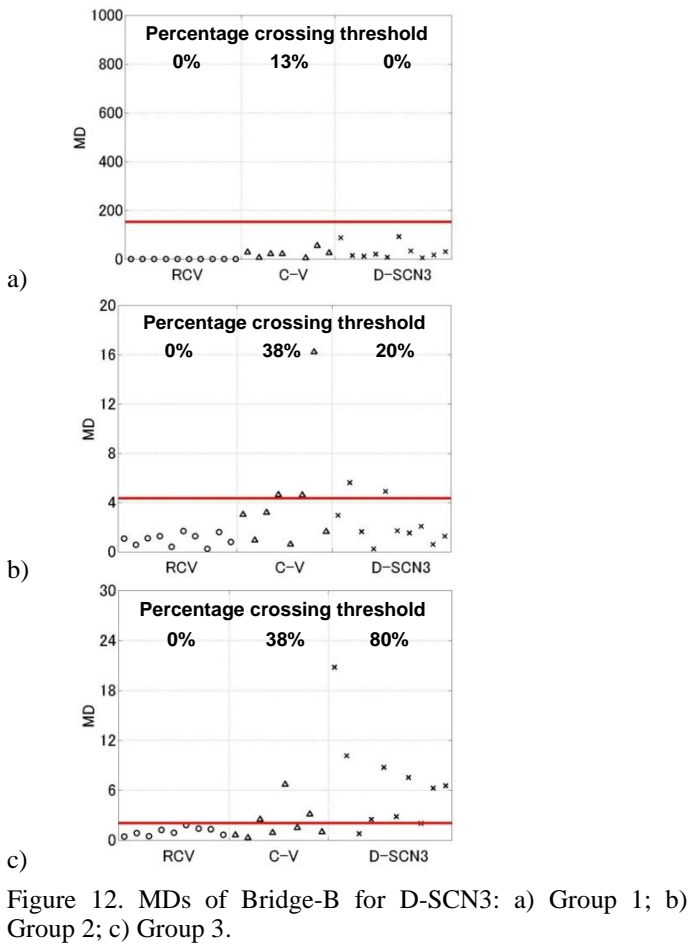 1000
Percentage crossing threshold
0% 13% 0%
800
600
MD
400
200
0
RCV C-V D-SCN3
a)
20
Percentage crossing threshold
0% 38% 20%
16
12
MD
8
4
0
RCV C-V D-SCN3
b)
30
Percentage crossing threshold
0% 38% 80%
24
18
MD
12
6
0
RCV C-V D-SCN3
c)
Figure 12. MDs of Bridge-B for D-SCN3: a) Group 1; b)
Group 2; c) Group 3.